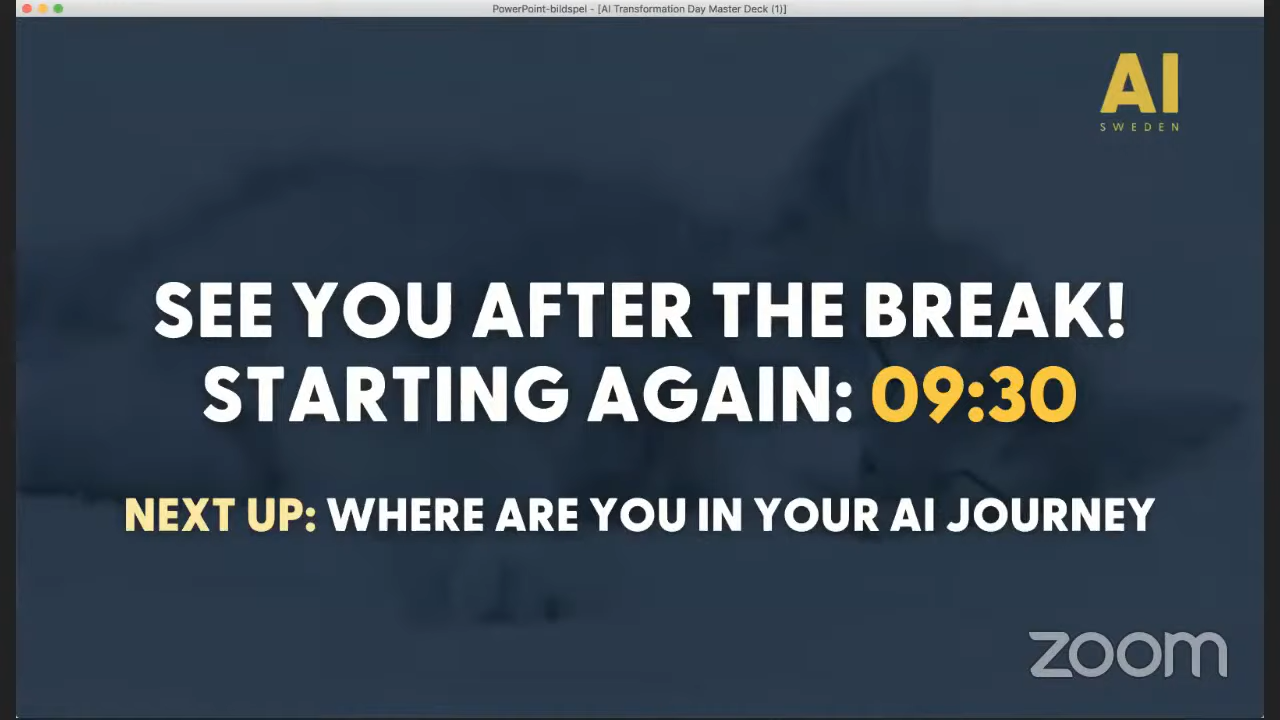 PowerPoint-bildspel - [AI Transformation Day Master Deck (1)]
AI
SWEDEN
SEE YOU AFTER THE BREAK!
STARTING AGAIN: 09:30
NEXT UP: WHERE ARE YOU IN YOUR AI JOURNEY
zoom